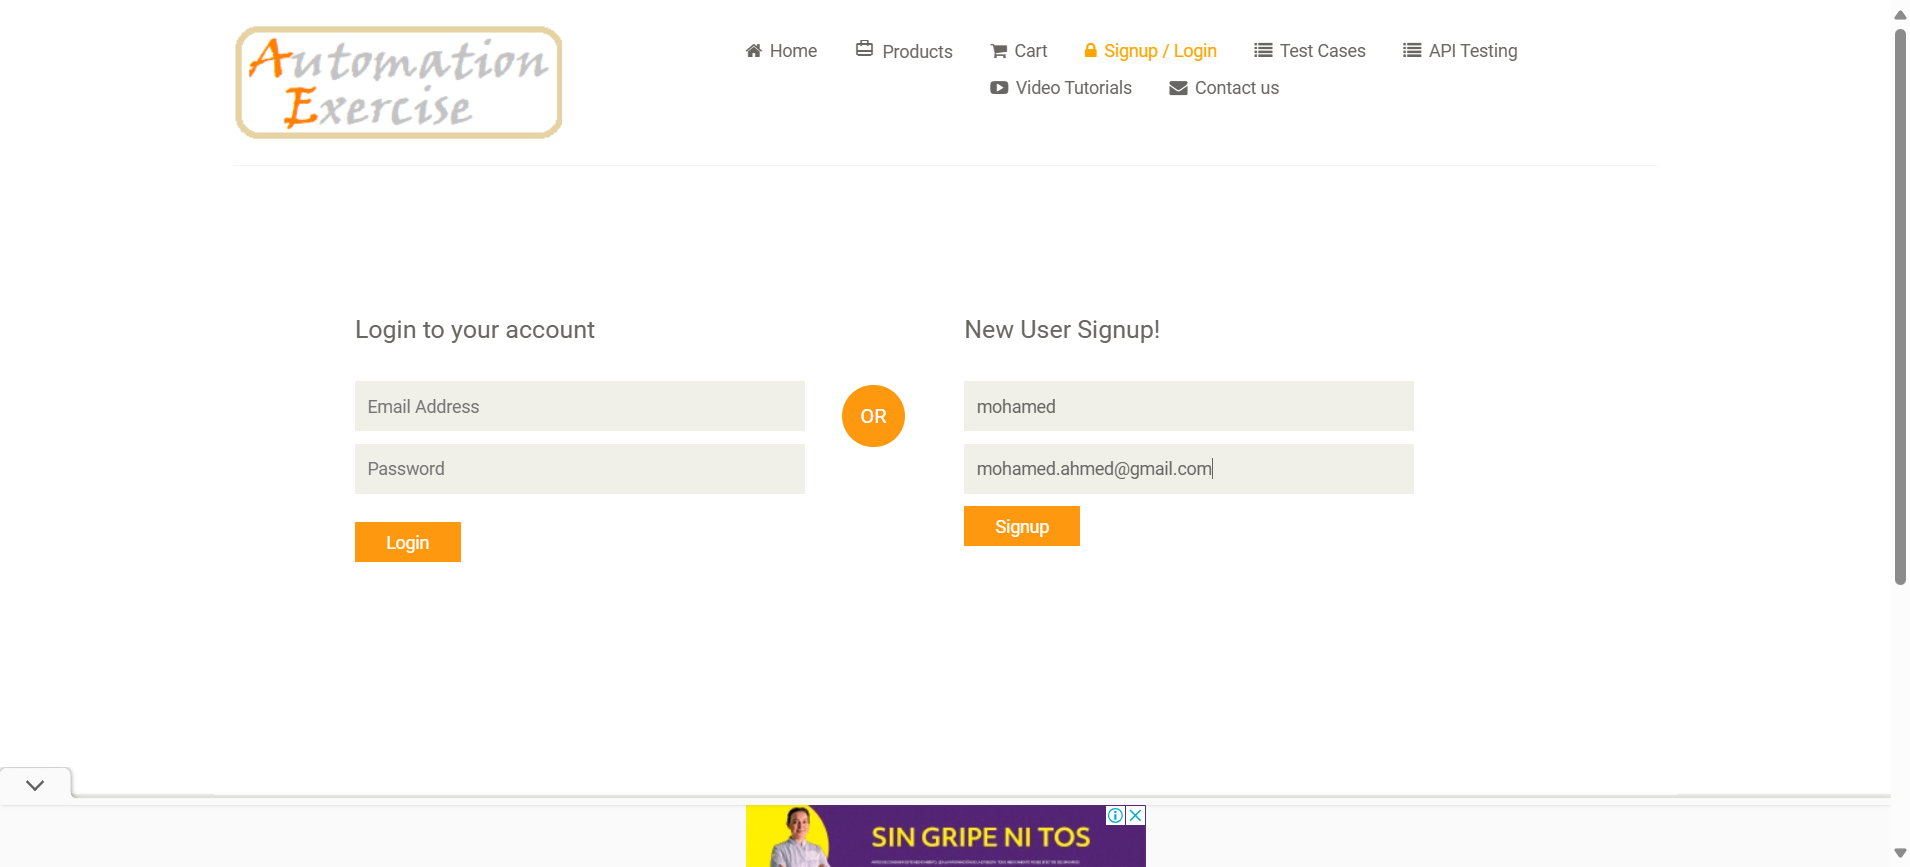 Automation
Exercise
Home
Products
Cart
Signup / Login
Test Cases
API Testing
Video Tutorials
Contact us
Login to your account
Email Address
Password
Login
OR
New User Signup!
mohamed
mohamed.ahmed@gmail.com
Signup
SIN GRIPE NI TOS